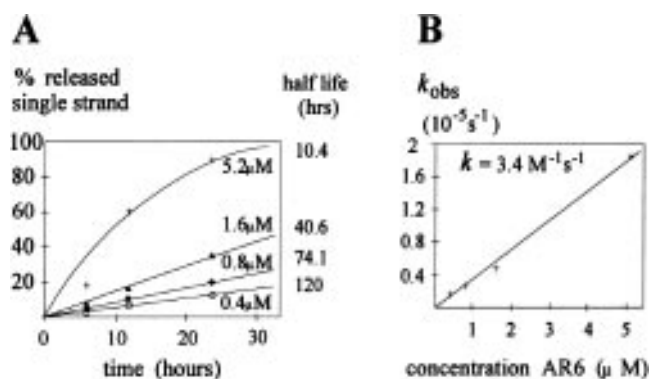 A
% released
single strand
half life
(hrs)
100
80
60
40
20
0
10
20
30
time (hours)
5.2μM
1.6μM
0.8μM
0.4μM
10.4
40.6
74.1
120
B
kobs
(10⁻⁵s⁻¹)
2
1.6
1.2
0.8
0.4
k = 3.4 M⁻¹s⁻¹
1
2
3
4
5
concentration AR6 (μ M)